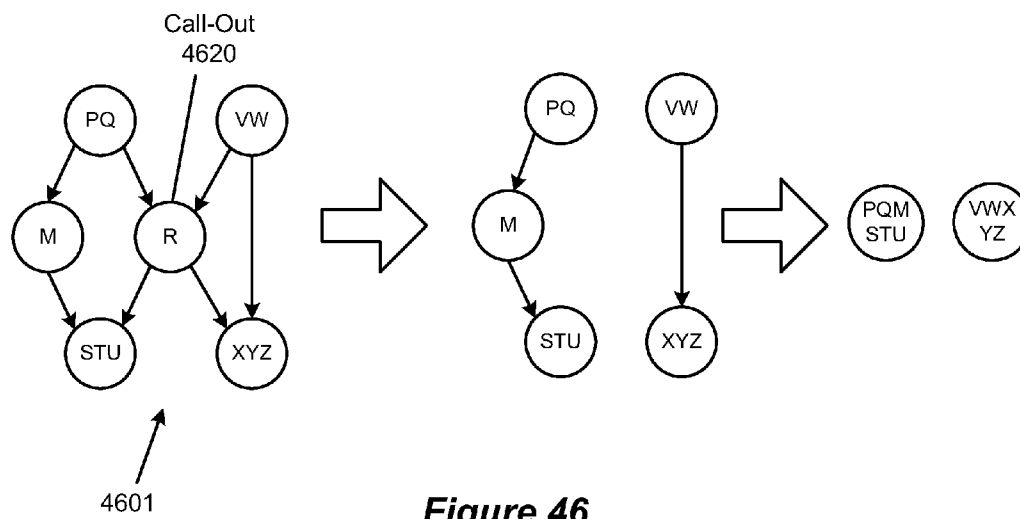 Call-Out
4620
PQ
VW
M
R
STU
XYZ
4601
PQ
VW
M
STU
XYZ
PQM
STU
VWX
YZ
Figure 46